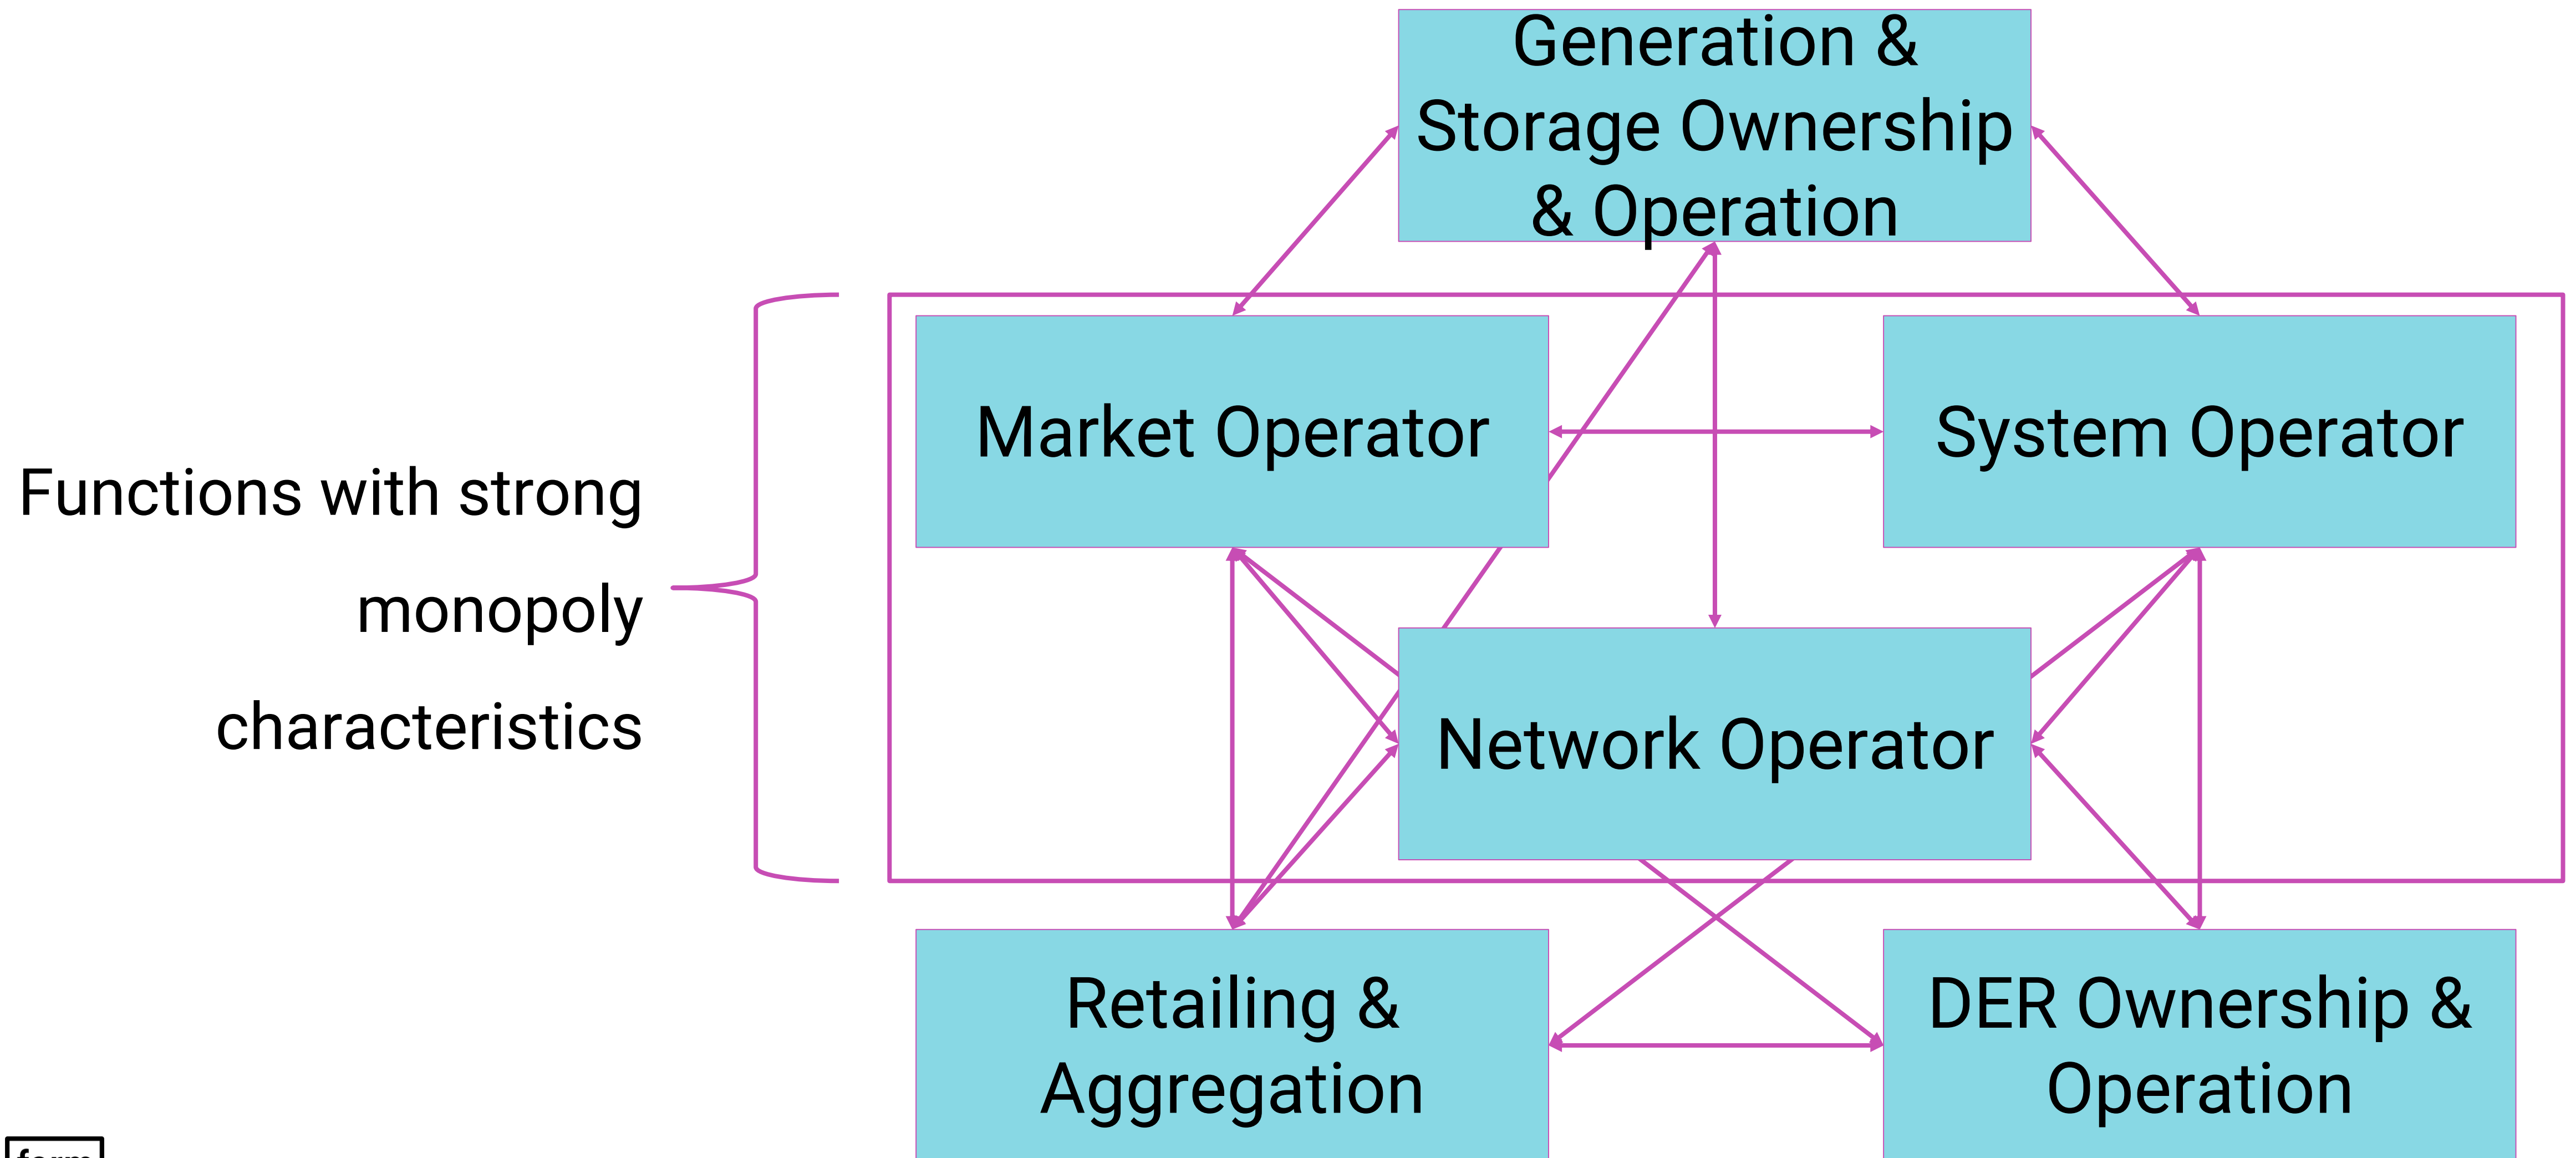 Generation &
Storage Ownership
& Operation
Market Operator
System Operator
Functions with strong
monopoly
characteristics
Network Operator
Retailing &
Aggregation
DER Ownership &
Operation